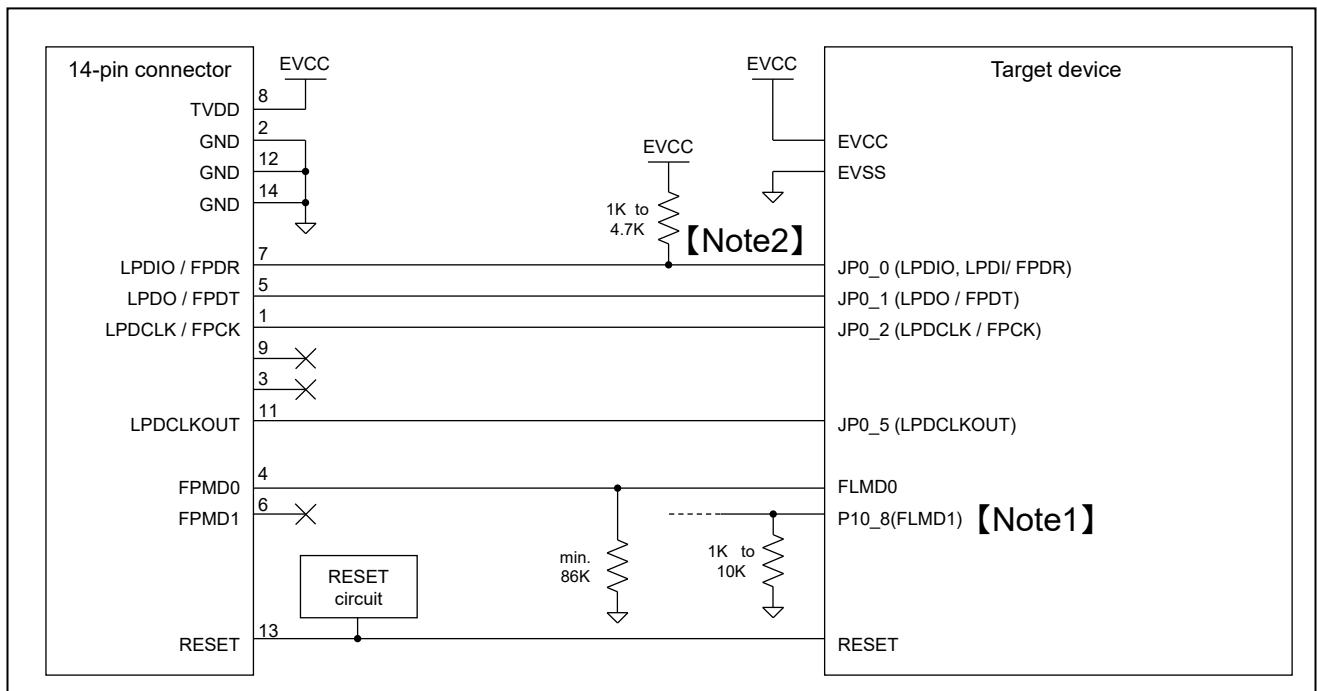 14-pin connector
EVCC
EVCC
Target device
8
TVDD
2
GND
12
GND
14
GND
EVCC
EVCC
EVSS
1K to
4.7K
【Note2】
7
LPDIO / FPDR
JP0_0 (LPDIO, LPDI/ FPDR)
5
LPDO / FPDT
JP0_1 (LPDO / FPDT)
1
LPDCLK / FPCK
JP0_2 (LPDCLK / FPCK)
9
3
11
LPDCLKOUT
JP0_5 (LPDCLKOUT)
4
FPMD0
FLMD0
6
FPMD1
P10_8(FLMD1) 【Note1】
min.
86K
1K to
10K
RESET
circuit
13
RESET
RESET